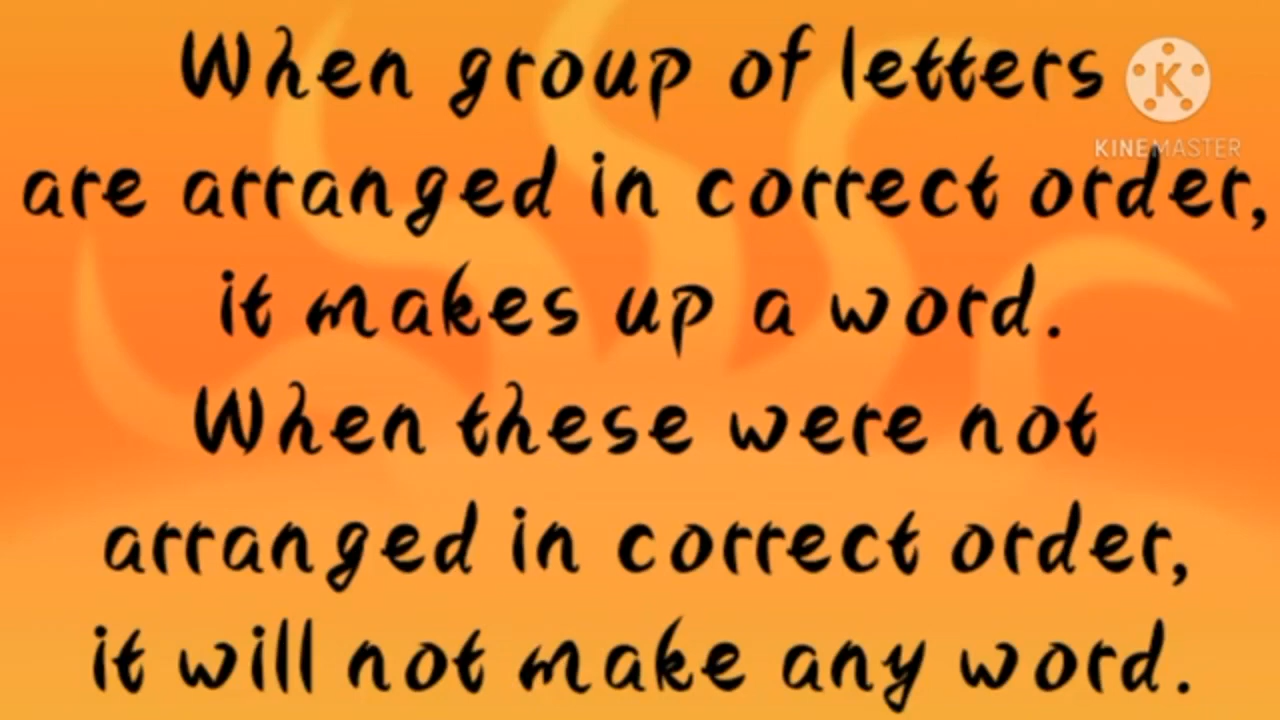 When group of letters
K
KINEMASTER
are arranged in correct order,
it makes up a word.
When these were not
arranged in correct order,
it will not make any word.